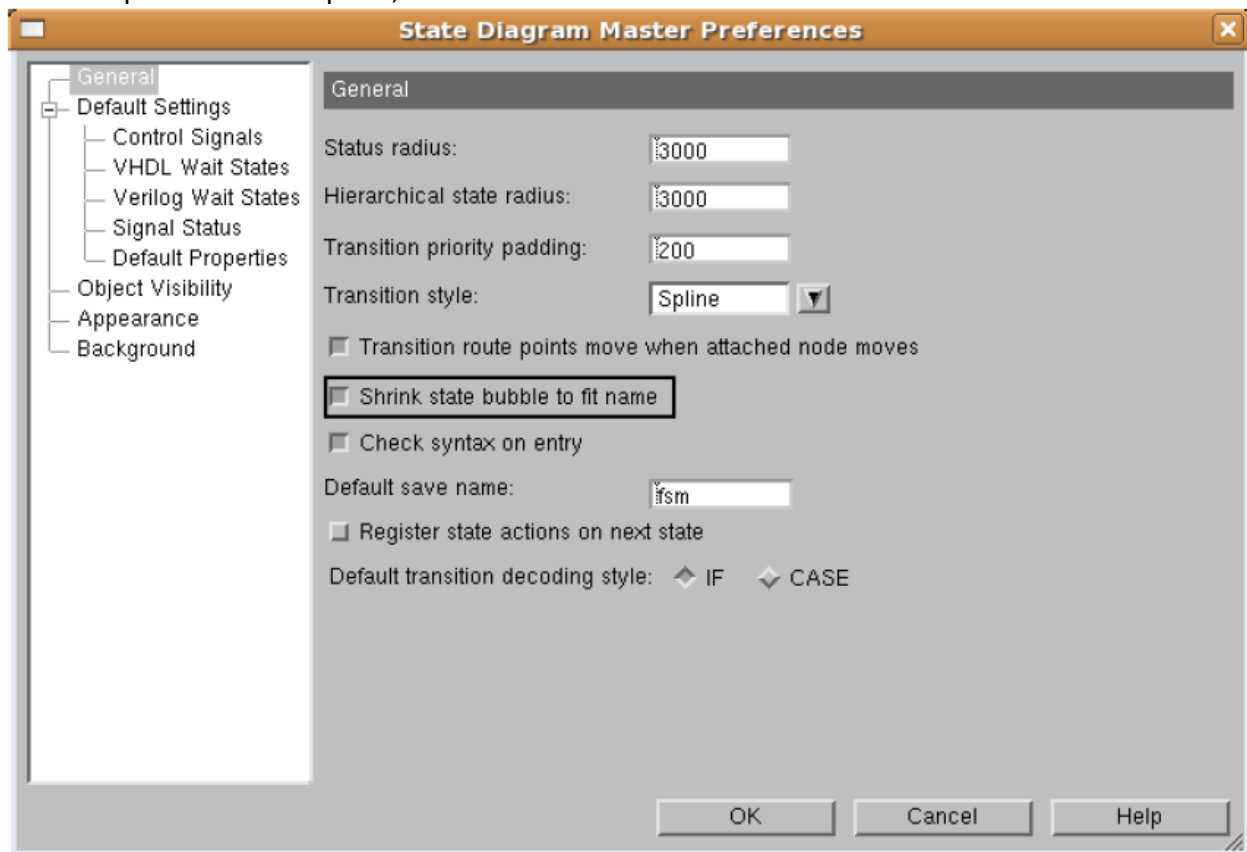 State Diagram Master Preferences
General
Default Settings
Control Signals
VHDL Wait States
Verilog Wait States
Signal Status
Default Properties
Object Visibility
Appearance
Background
General
Status radius: 3000
Hierarchical state radius: 3000
Transition priority padding: 200
Transition style: Spline
Transition route points move when attached node moves
Shrink state bubble to fit name
Check syntax on entry
Default save name: fsm
Register state actions on next state
Default transition decoding style: IF CASE
OK Cancel Help